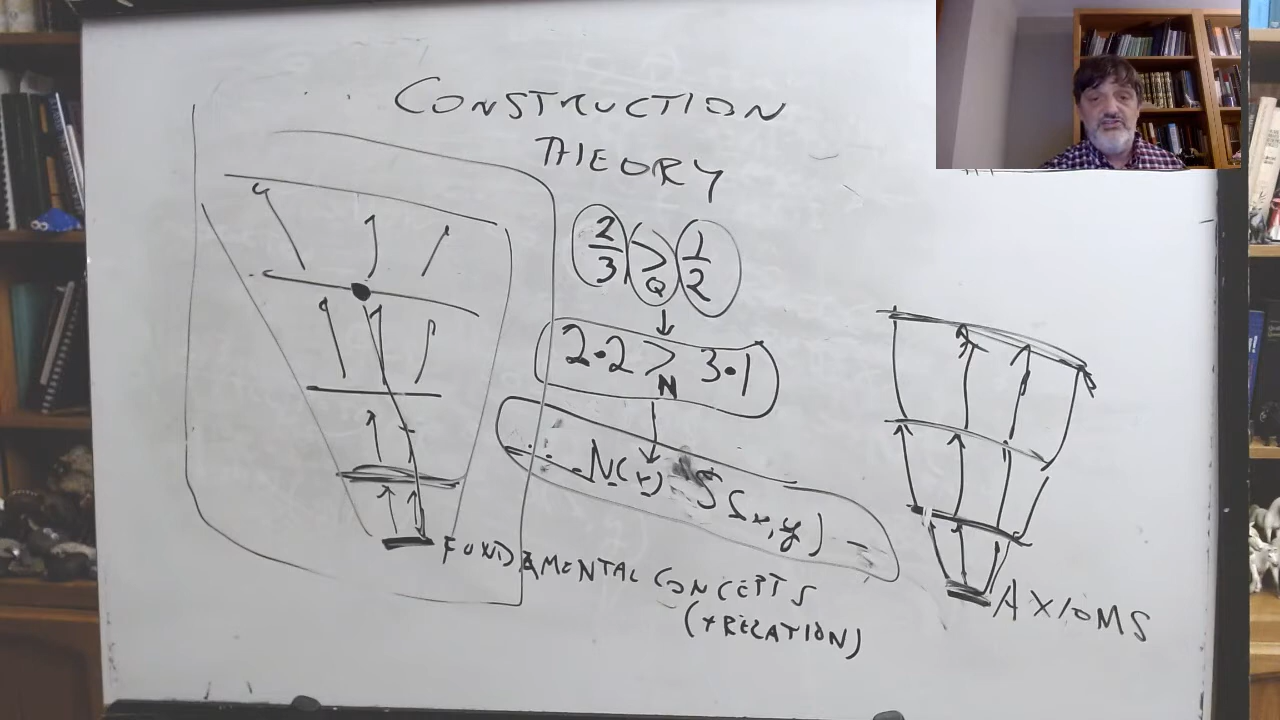 CONSTRUCTION
THEORY
2/3 > 1/2
Q
2•2 > 3•1
N
N(x) S(x,y)
FUNDAMENTAL CONCEPTS
(+RELATION)
AXIOMS